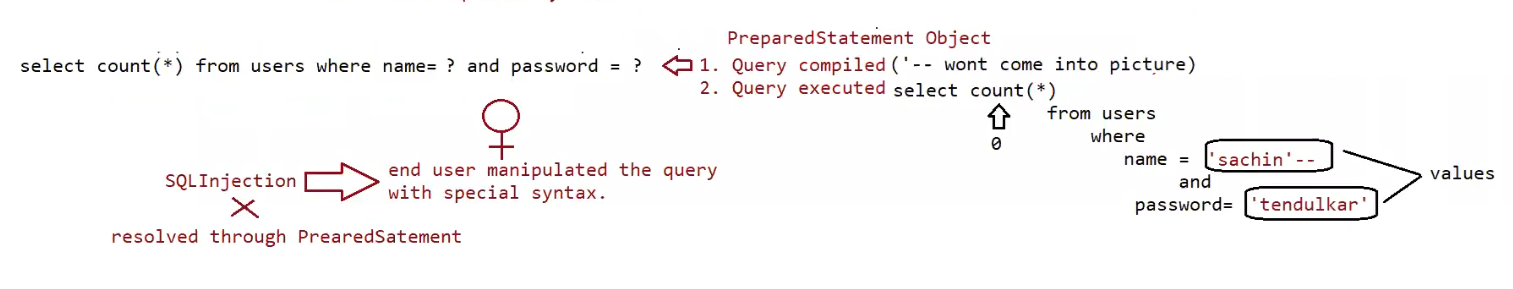 PreparedStatement Object
select count(*) from users where name= ? and password = ?
1. Query compiled ('-- wont come into picture)
2. Query executed select count(*)
from users
where
name = 'sachin'--
and
password= 'tendulkar'
0
values
end user manipulated the query
with special syntax.
SQLInjection
resolved through PrearedSatement